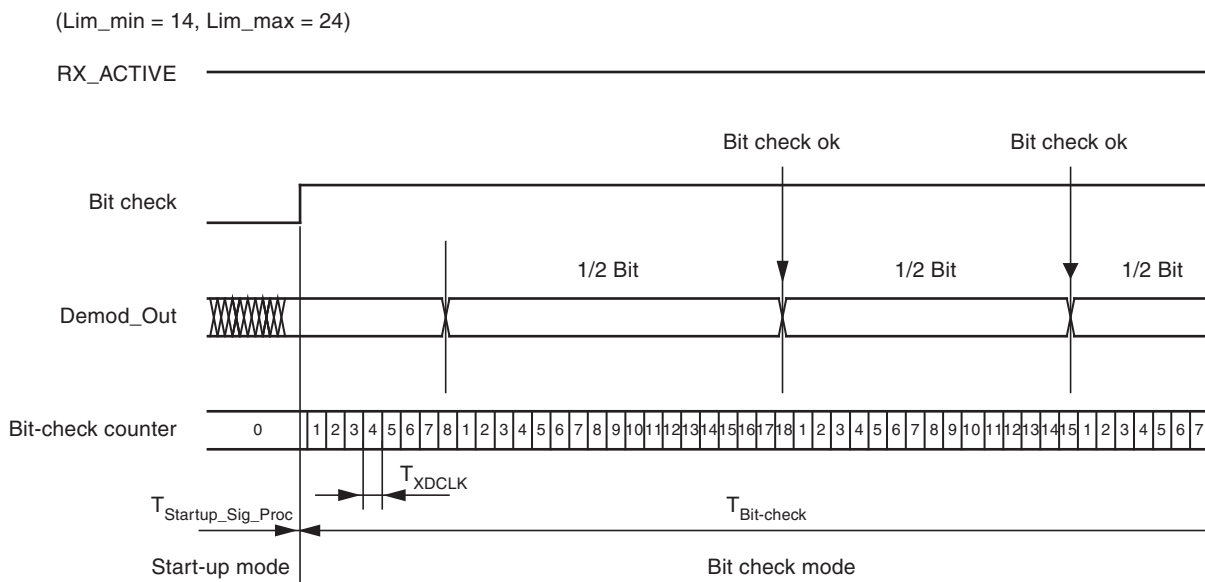 (Lim_min = 14, Lim_max = 24)
RX_ACTIVE
Bit check ok Bit check ok
Bit check
1/2 Bit 1/2 Bit 1/2 Bit
Demod_Out
Bit-check counter 0 1 2 3 4 5 6 7 8 1 2 3 4 5 6 7 8 9 10 11 12 13 14 15 16 17 18 1 2 3 4 5 6 7 8 9 10 11 12 13 14 15 1 2 3 4 5 6 7
TXDCLK
TStartup_Sig_Proc TBit-check
Start-up mode Bit check mode